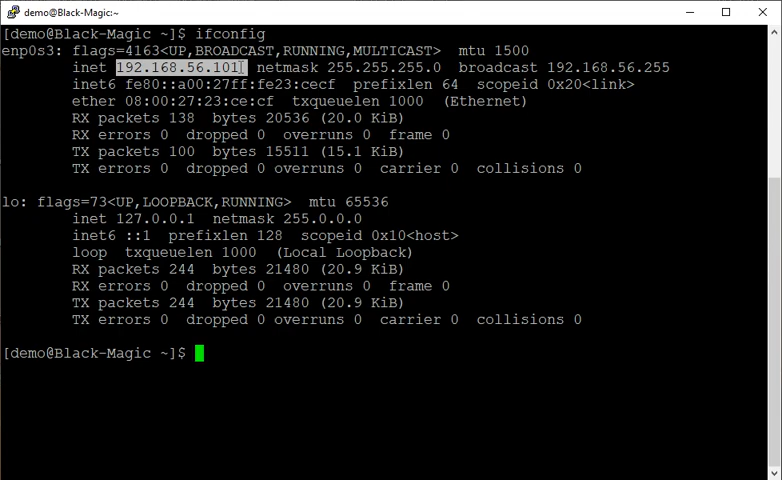 demo@Black-Magic:~
[demo@Black-Magic ~]$ ifconfig
enp0s3: flags=4163<UP,BROADCAST,RUNNING,MULTICAST>  mtu 1500
        inet 192.168.56.101  netmask 255.255.255.0  broadcast 192.168.56.255
        inet6 fe80::a00:27ff:fe23:cecf  prefixlen 64  scopeid 0x20<link>
        ether 08:00:27:23:ce:cf  txqueuelen 1000  (Ethernet)
        RX packets 138  bytes 20536 (20.0 KiB)
        RX errors 0  dropped 0  overruns 0  frame 0
        TX packets 100  bytes 15511 (15.1 KiB)
        TX errors 0  dropped 0 overruns 0  carrier 0  collisions 0
lo: flags=73<UP,LOOPBACK,RUNNING>  mtu 65536
        inet 127.0.0.1  netmask 255.0.0.0
        inet6 ::1  prefixlen 128  scopeid 0x10<host>
        loop  txqueuelen 1000  (Local Loopback)
        RX packets 244  bytes 21480 (20.9 KiB)
        RX errors 0  dropped 0  overruns 0  frame 0
        TX packets 244  bytes 21480 (20.9 KiB)
        TX errors 0  dropped 0 overruns 0  carrier 0  collisions 0
[demo@Black-Magic ~]$